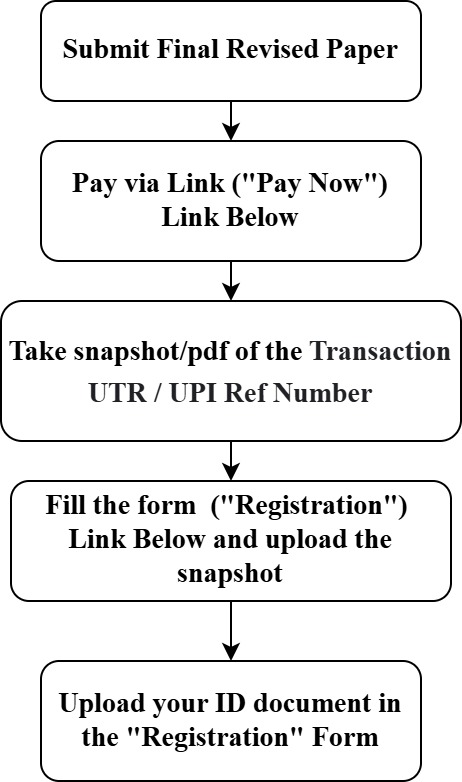 Submit Final Revised Paper
Pay via Link ("Pay Now")
Link Below
Take snapshot/pdf of the Transaction
UTR / UPI Ref Number
Fill the form ("Registration")
Link Below and upload the
snapshot
Upload your ID document in
the "Registration" Form